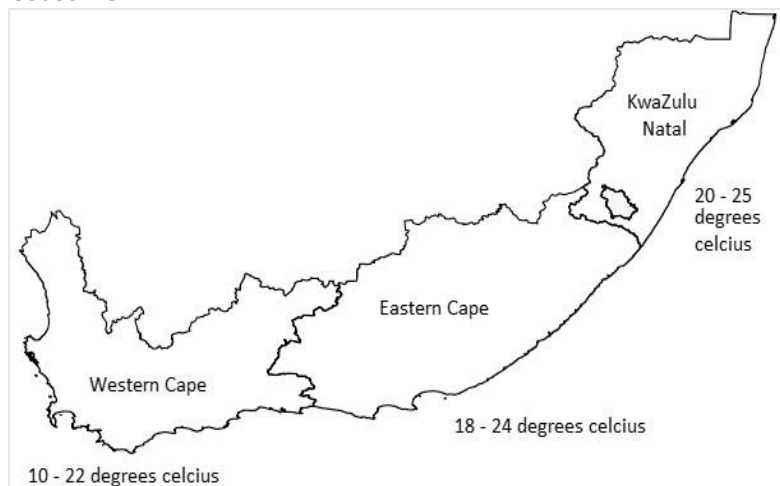 KwaZulu
Natal
20 - 25
degrees
celcius
Eastern Cape
Western Cape
18 - 24 degrees celcius
10 - 22 degrees celcius